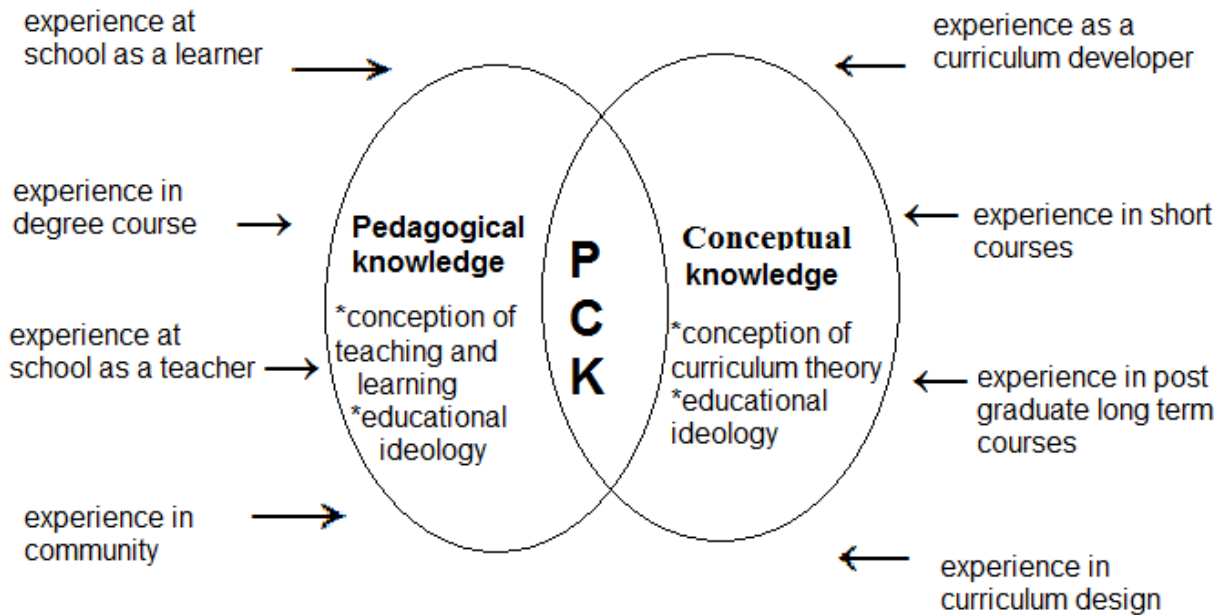 experience at
school as a learner
experience in
degree course
experience at
school as a teacher
experience in
community
Pedagogical
knowledge
*conception of
teaching and
learning
*educational
ideology
P
C
K
Conceptual
knowledge
*conception of
curriculum theory
*educational
ideology
experience as a
curriculum developer
experience in short
courses
experience in post
graduate long term
courses
experience in
curriculum design